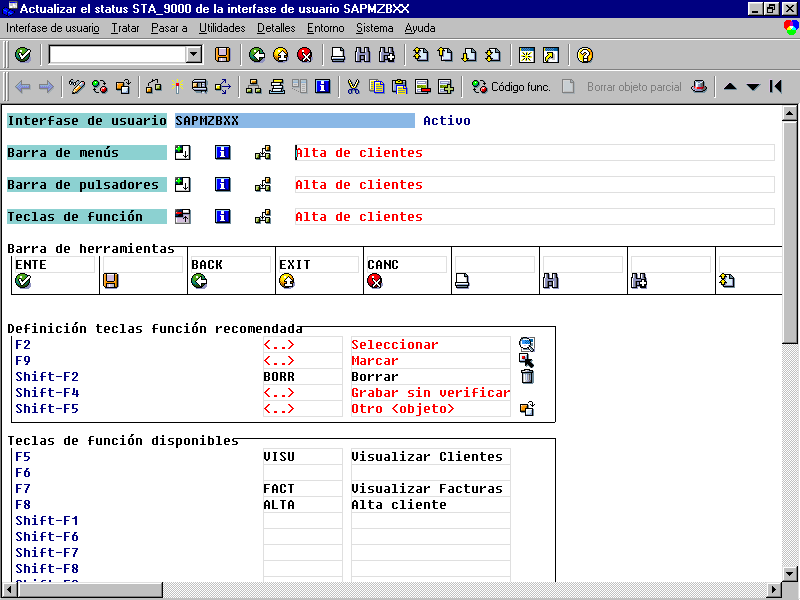 Actualizar el status STA_9000 de la interfase de usuario SAPMZBXX
Interfase de usuario Tratar Pasar a Utilidades Detalles Entorno Sistema Ayuda
Código func. Borrar objeto parcial
Interfase de usuario SAPMZBXX Activo
Barra de menús Alta de clientes
Barra de pulsadores Alta de clientes
Teclas de función Alta de clientes
Barra de herramientas
ENTE BACK EXIT CANC
Definición teclas función recomendada
F2 <..> Seleccionar
F9 <..> Marcar
Shift-F2 BORR Borrar
Shift-F4 <..> Grabar sin verificar
Shift-F5 <..> Otro <objeto>
Teclas de función disponibles
F5 VISU Visualizar Clientes
F6
F7 FACT Visualizar Facturas
F8 ALTA Alta cliente
Shift-F1
Shift-F6
Shift-F7
Shift-F8